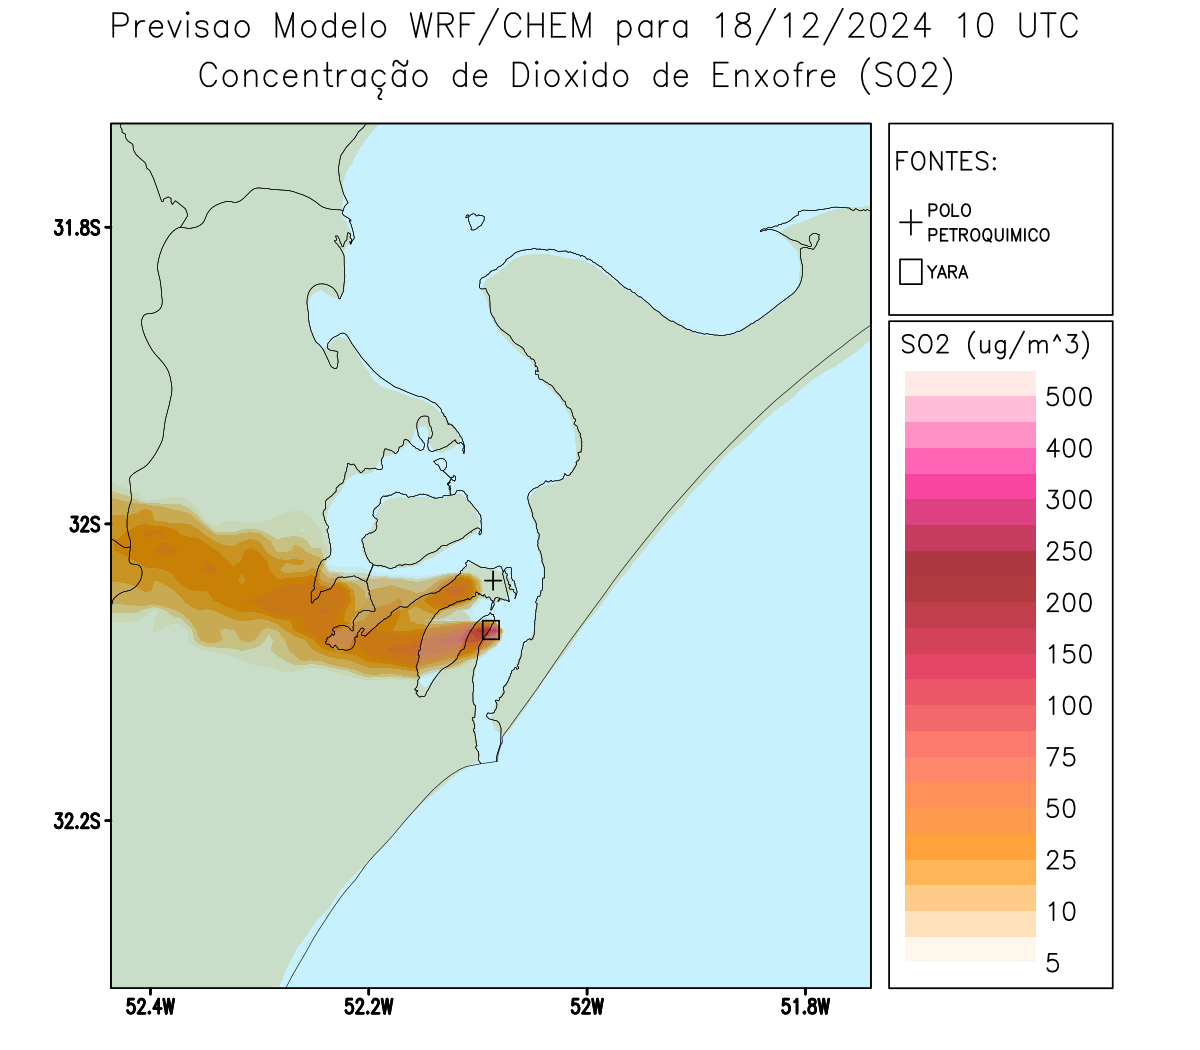 Previsao Modelo WRF/CHEM para 18/12/2024 10 UTC
Concentração de Dioxido de Enxofre (SO2)
FONTES:
POLO
PETROQUIMICO
YARA
SO2 (ug/m^3)
500
400
300
250
200
150
100
75
50
25
10
5
31.8S
32S
32.2S
52.4W
52.2W
52W
51.8W